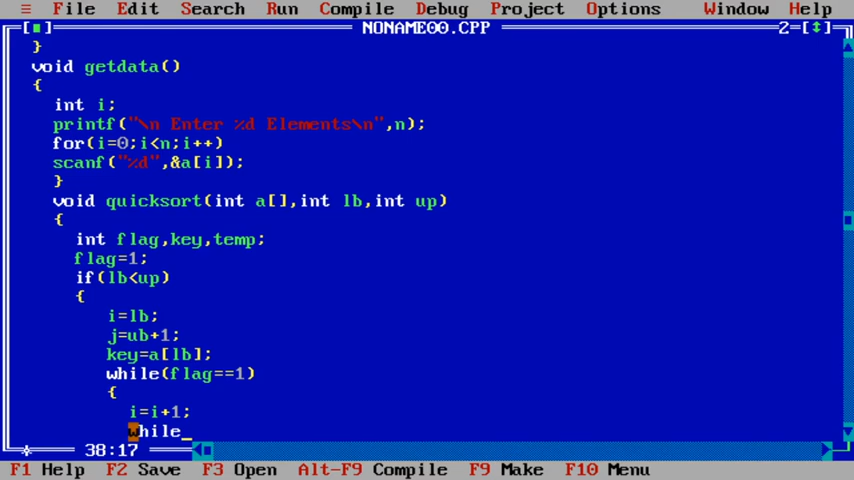 ≡ File Edit Search Run Compile Debug Project Options Window Help
[■] NONAME00.CPP 2=[↕]
}
void getdata()
{
int i;
printf("\n Enter %d Elements\n",n);
for(i=0;i<n;i++)
scanf("%d",&a[i]);
}
void quicksort(int a[],int lb,int up)
{
int flag,key,temp;
flag=1;
if(lb<up)
{
i=lb;
j=ub+1;
key=a[lb];
while(flag==1)
{
i=i+1;
while_
* 38:17
F1 Help F2 Save F3 Open Alt-F9 Compile F9 Make F10 Menu